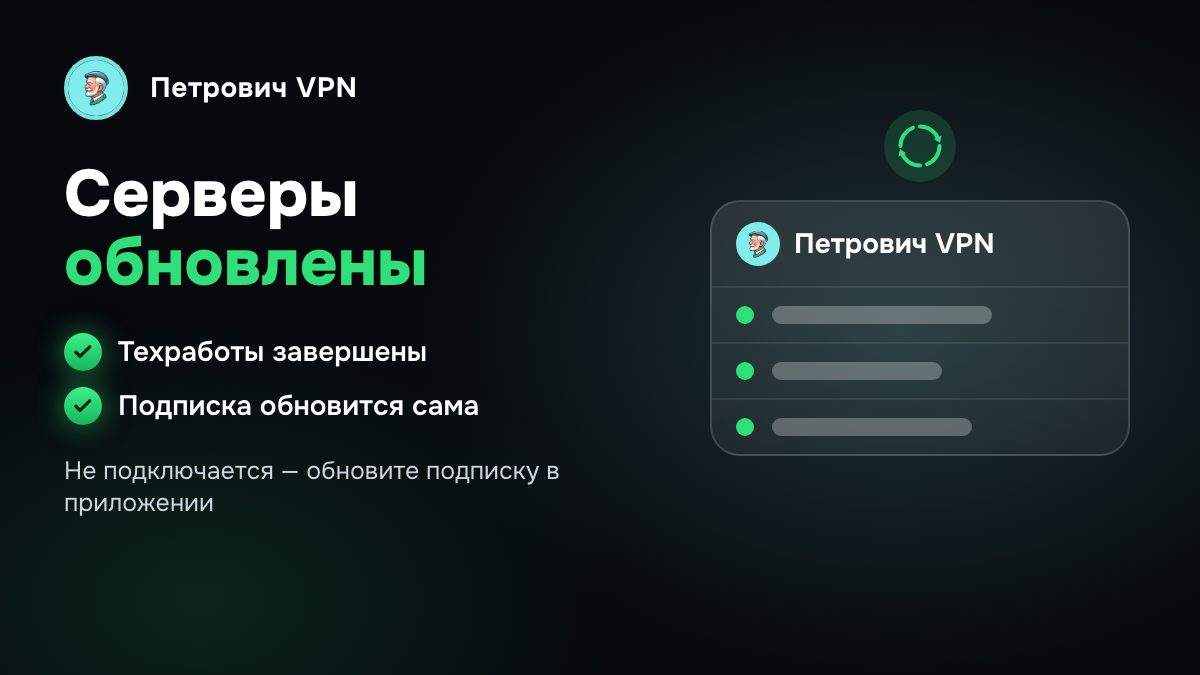 Петрович VPN
Серверы
обновлены
Техработы завершены
Подписка обновится сама
Не подключается — обновите подписку в
приложении
Петрович VPN